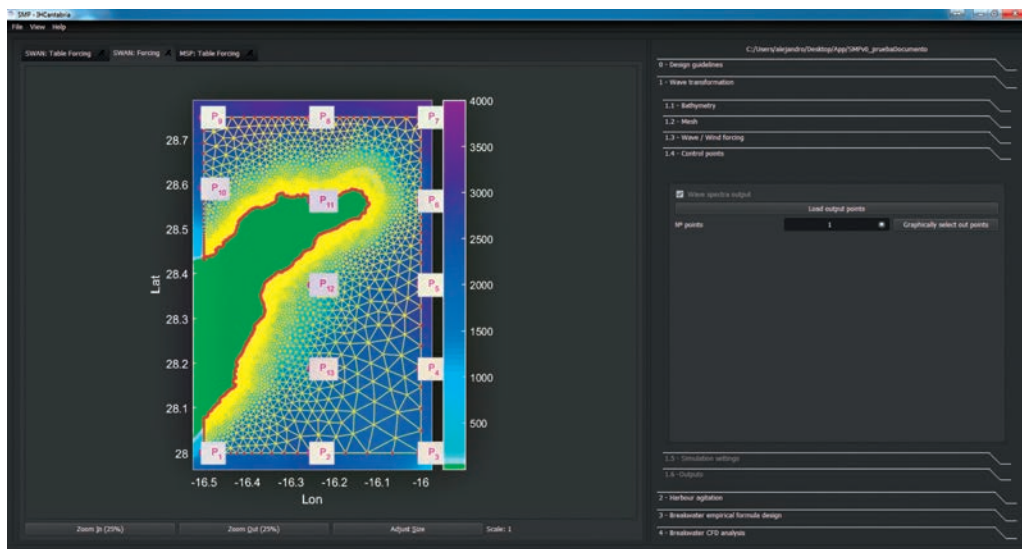 SMP - IHCantabria
File View Help
SWAN: Table Forcing
SWAN: Forcing
MSP: Table Forcing
C:/Users/alejandro/Desktop/App/SMPv0_pruebaDocumento
0 - Design guidelines
1 - Wave transformation
1.1 - Bathymetry
1.2 - Mesh
1.3 - Wave / Wind forcing
1.4 - Control points
Wave spectra output
Load output points
Nº points
1
Graphically select out points
1.5 - Simulation settings
1.6 - Outputs
2 - Harbour agitation
3 - Breakwater empirical formula design
4 - Breakwater CFD analysis
P9 P8 P7
P10
P11 P6
P12 P5
P13 P4
P1 P2 P3
Lat
28.7
28.6
28.5
28.4
28.3
28.2
28.1
28
-16.5 -16.4 -16.3 -16.2 -16.1 -16
Lon
4000
3500
3000
2500
2000
1500
1000
500
Zoom In (25%)
Zoom Out (25%)
Adjust Size
Scale: 1